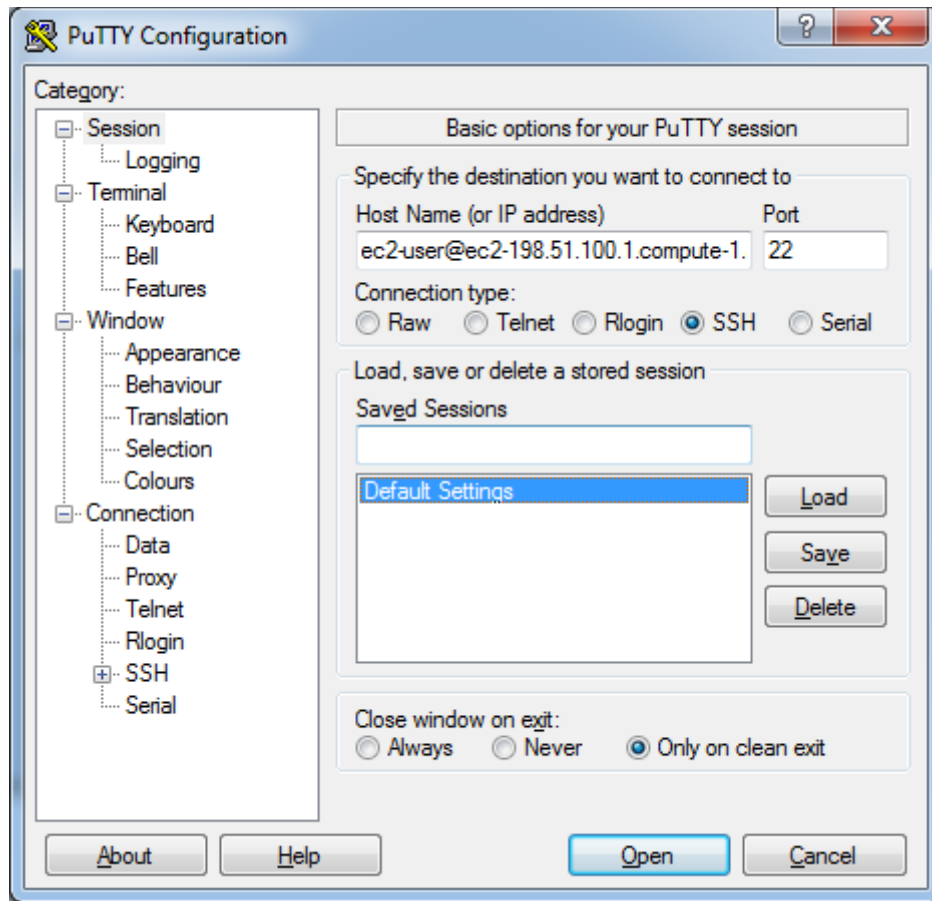 PuTTY Configuration
Category:
Session
Logging
Terminal
Keyboard
Bell
Features
Window
Appearance
Behaviour
Translation
Selection
Colours
Connection
Data
Proxy
Telnet
Rlogin
SSH
Serial
Basic options for your PuTTY session
Specify the destination you want to connect to
Host Name (or IP address) Port
ec2-user@ec2-198.51.100.1.compute-1. 22
Connection type:
Raw Telnet Rlogin SSH Serial
Load, save or delete a stored session
Saved Sessions
Default Settings
Load
Save
Delete
Close window on exit:
Always Never Only on clean exit
About Help Open Cancel